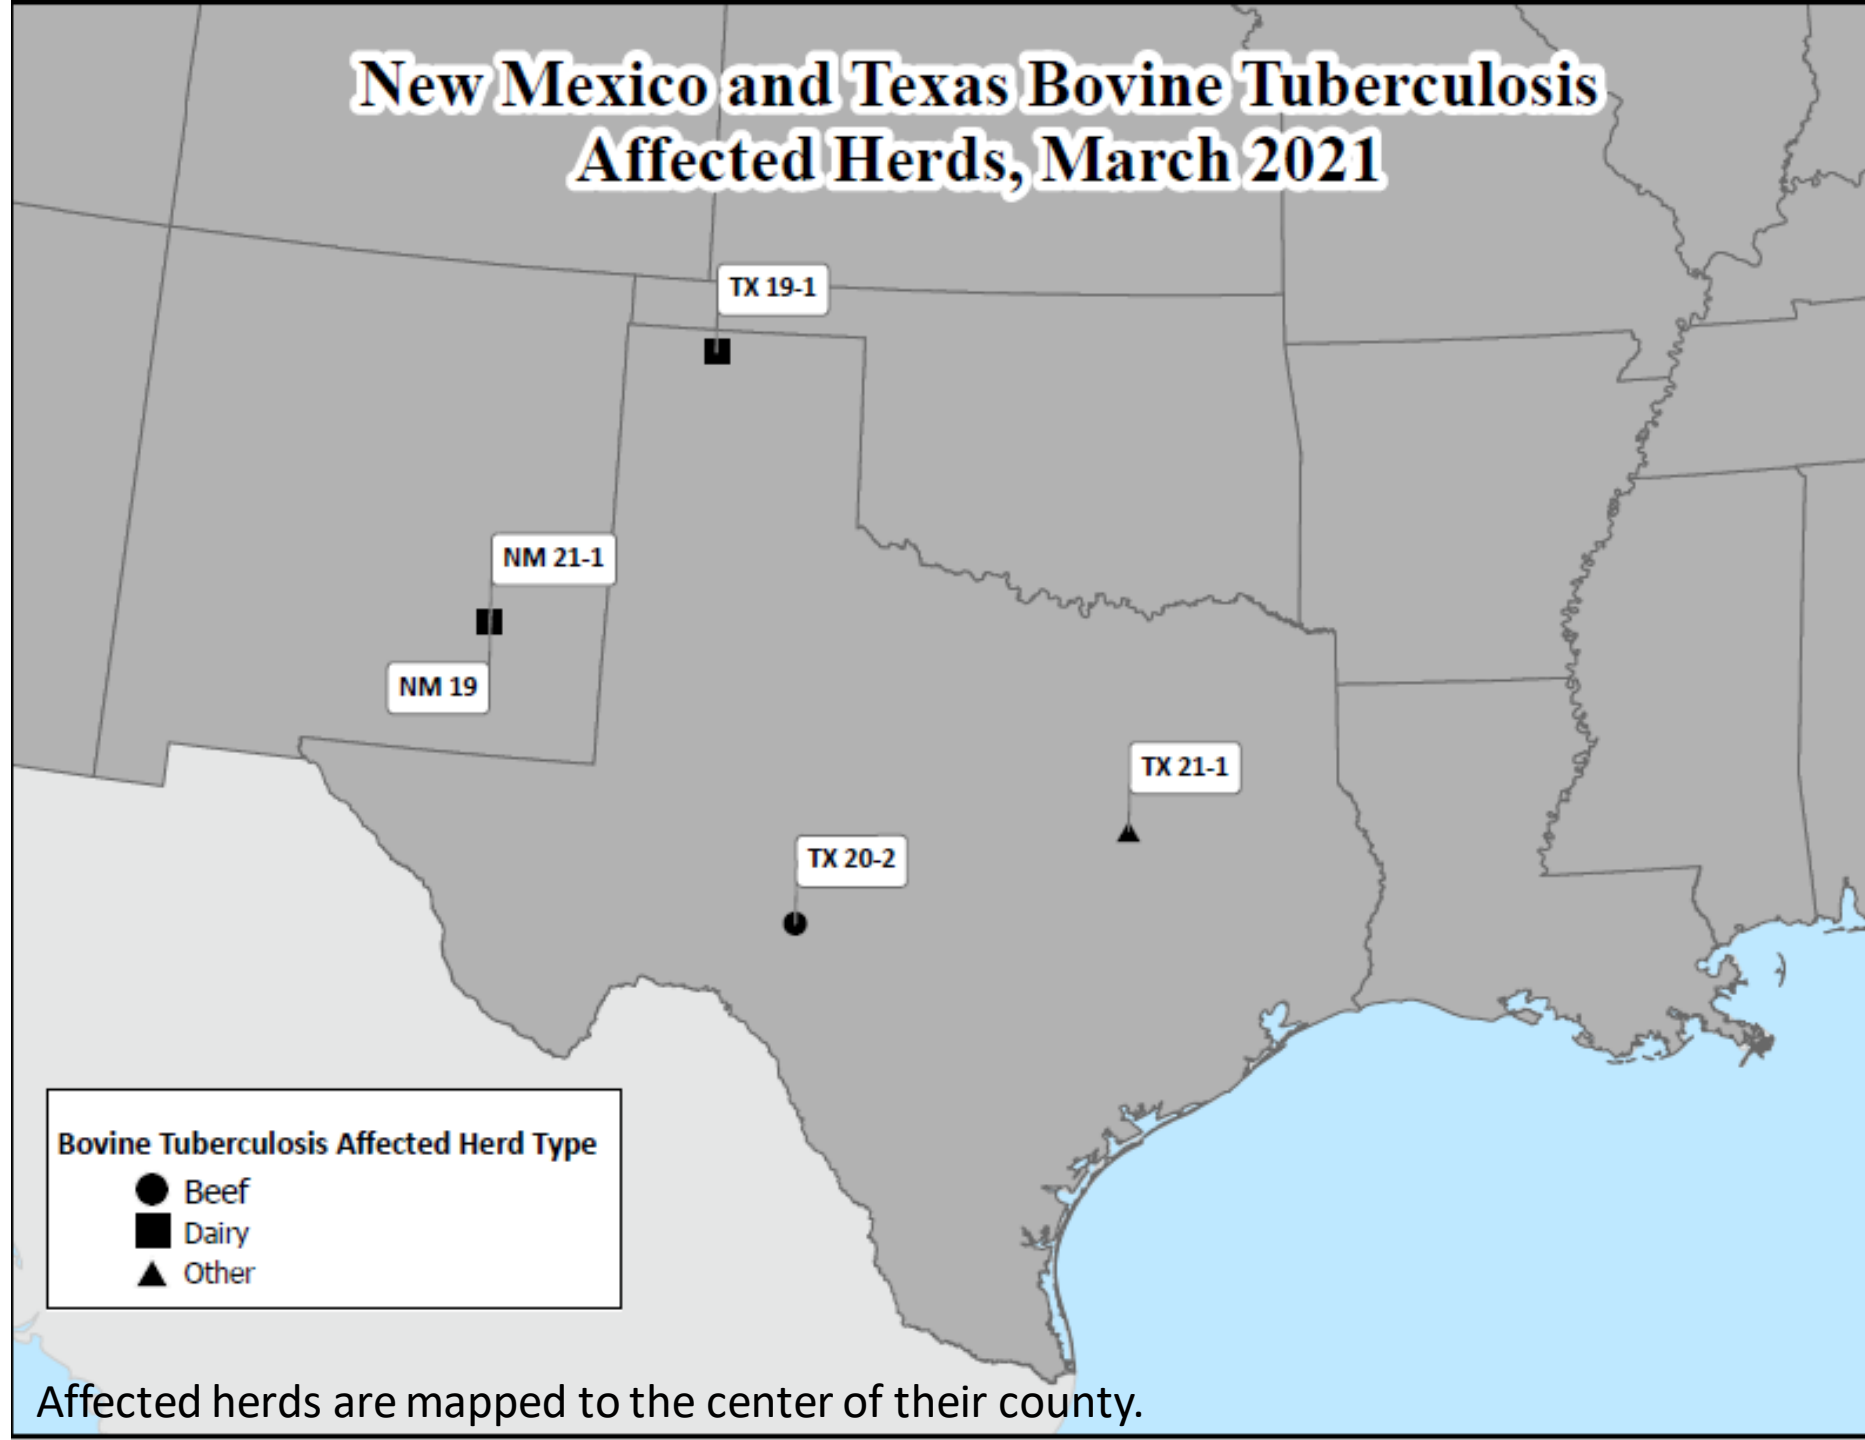 New Mexico and Texas Bovine Tuberculosis
Affected Herds, March 2021
TX 19-1
NM 21-1
NM 19
TX 21-1
TX 20-2
Bovine Tuberculosis Affected Herd Type
Beef
Dairy
Other
Affected herds are mapped to the center of their county.